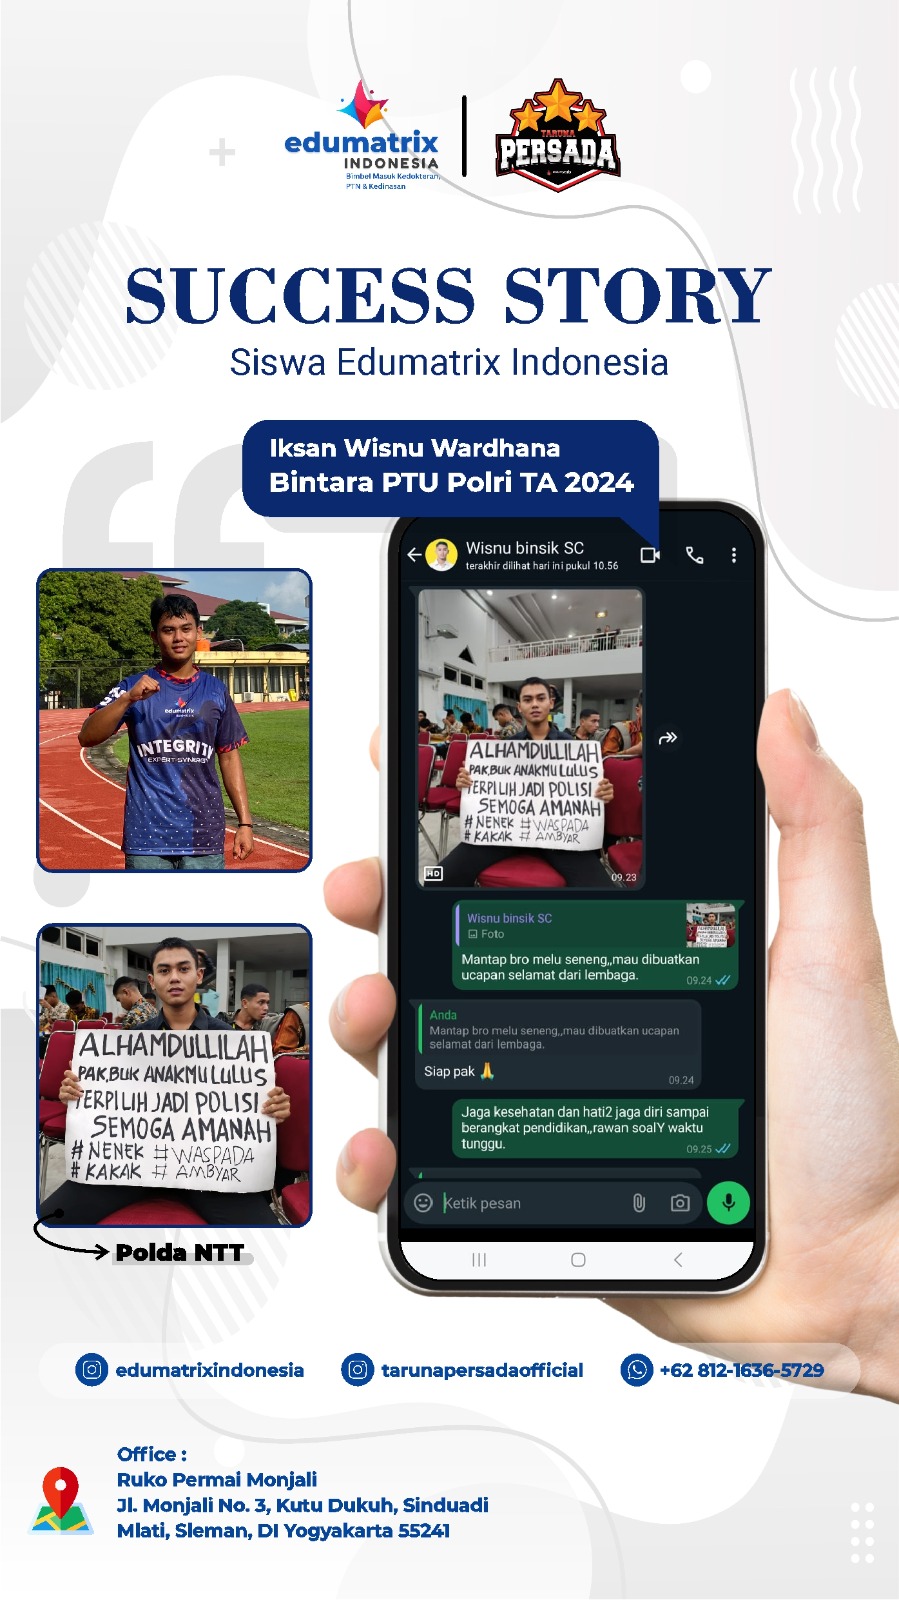 edumatrix
INDONESIA
Bimbel Masuk Kedokteran,
PTN & Kedinasan
TARUNA
PERSADA
SUCCESS STORY
Siswa Edumatrix Indonesia
Iksan Wisnu Wardhana
Bintara PTU Polri TA 2024
Wisnu binsik SC
terakhir dilihat hari ini pukul 10.56
ALHAMDULLILAH
PAK,BUK ANAKMU LULUS
TERPILIH JADI POLISI
SEMOGA AMANAH
# NENEK # WASPADA
# KAKAK # AMBYAR
HD
09.23
Wisnu binsik SC
Foto
Mantap bro melu seneng,,mau dibuatkan
ucapan selamat dari lembaga.
09.24
Anda
Mantap bro melu seneng,,mau dibuatkan ucapan
selamat dari lembaga.
Siap pak 🙏
09.24
Jaga kesehatan dan hati2 jaga diri sampai
berangkat pendidikan,,rawan soalY waktu
tunggu.
09.25
Ketik pesan
edumatrix
INTEGRITY
EXPERT-SYNERGY
ALHAMDULLILAH
PAK,BUK ANAKMU LULUS
TERPILIH JADI POLISI
SEMOGA AMANAH
# NENEK # WASPADA
# KAKAK # AMBYAR
Polda NTT
edumatrixindonesia
tarunapersadaofficial
+62 812-1636-5729
Office :
Ruko Permai Monjali
Jl. Monjali No. 3, Kutu Dukuh, Sinduadi
Mlati, Sleman, DI Yogyakarta 55241